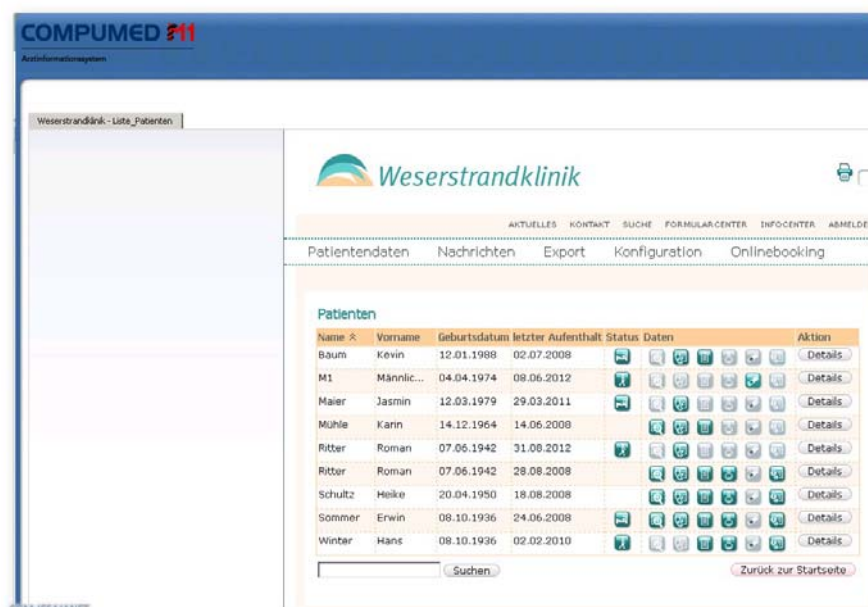 COMPUMED M1
Arztinformationssystem
Weserstrandklinik - Liste_Patienten
Weserstrandklinik
AKTUELLES KONTAKT SUCHE FORMULARCENTER INFOCENTER ABMELDE
Patientendaten Nachrichten Export Konfiguration Onlinebooking
Patienten
Name Vorname Geburtsdatum letzter Aufenthalt Status Daten Aktion
Baum Kevin 12.01.1988 02.07.2008 Details
M1 Männlic... 04.04.1974 08.06.2012 Details
Maier Jasmin 12.03.1979 29.03.2011 Details
Mühle Karin 14.12.1964 14.06.2008 Details
Ritter Roman 07.06.1942 31.08.2012 Details
Ritter Roman 07.06.1942 28.08.2008 Details
Schultz Heike 20.04.1950 18.08.2008 Details
Sommer Erwin 08.10.1936 24.06.2008 Details
Winter Hans 08.10.1936 02.02.2010 Details
Suchen Zurück zur Startseite